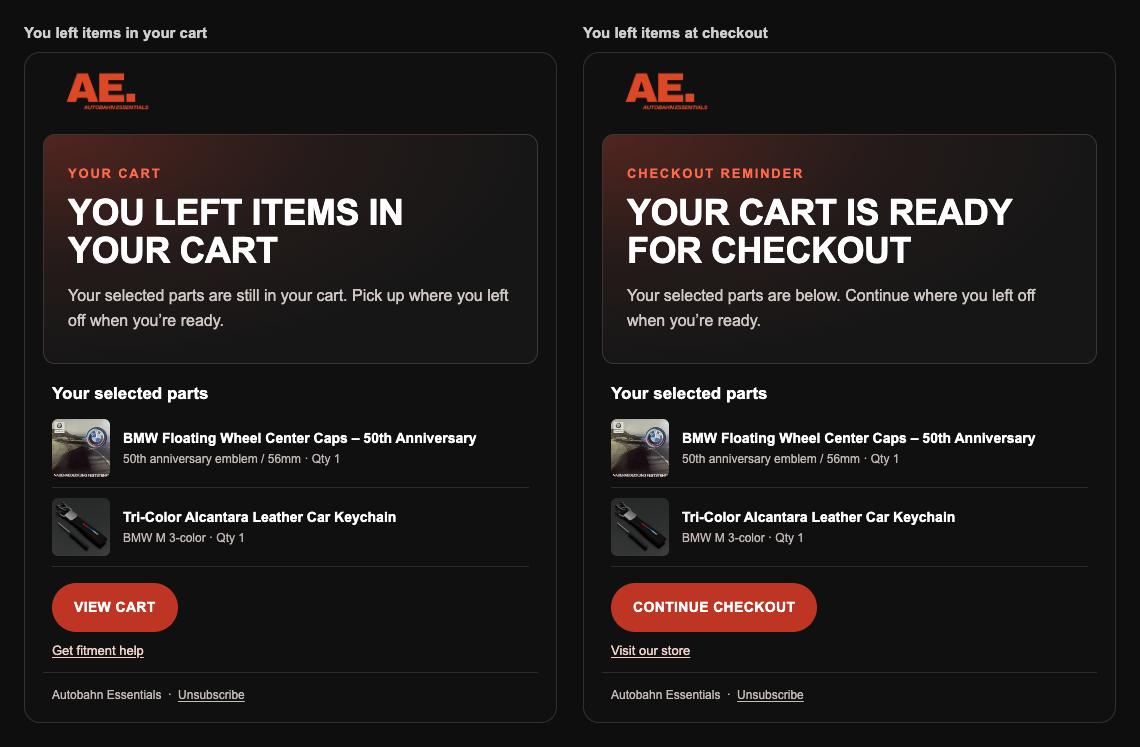 You left items in your cart
AE.
AUTOBAHN ESSENTIALS
YOUR CART
YOU LEFT ITEMS IN
YOUR CART
Your selected parts are still in your cart. Pick up where you left
off when you’re ready.
Your selected parts
BMW Floating Wheel Center Caps – 50th Anniversary
50th anniversary emblem / 56mm · Qty 1
Tri-Color Alcantara Leather Car Keychain
BMW M 3-color · Qty 1
VIEW CART
Get fitment help
Autobahn Essentials · Unsubscribe
You left items at checkout
AE.
AUTOBAHN ESSENTIALS
CHECKOUT REMINDER
YOUR CART IS READY
FOR CHECKOUT
Your selected parts are below. Continue where you left off
when you’re ready.
Your selected parts
BMW Floating Wheel Center Caps – 50th Anniversary
50th anniversary emblem / 56mm · Qty 1
Tri-Color Alcantara Leather Car Keychain
BMW M 3-color · Qty 1
CONTINUE CHECKOUT
Visit our store
Autobahn Essentials · Unsubscribe